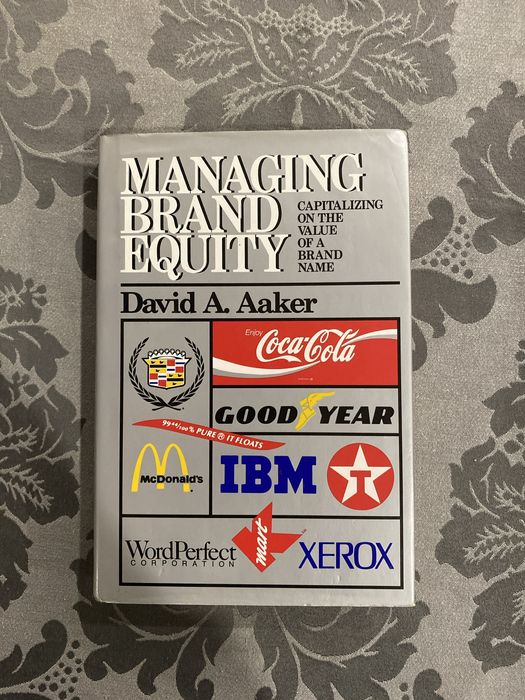 MANAGING
BRAND
EQUITY
CAPITALIZING
ON THE
VALUE
OF A
BRAND
NAME
David A. Aaker
Enjoy
Coca-Cola
GOOD YEAR
99 44/100 % PURE ® IT FLOATS
McDonald's
IBM
T
WordPerfect
CORPORATION
K mart
XEROX